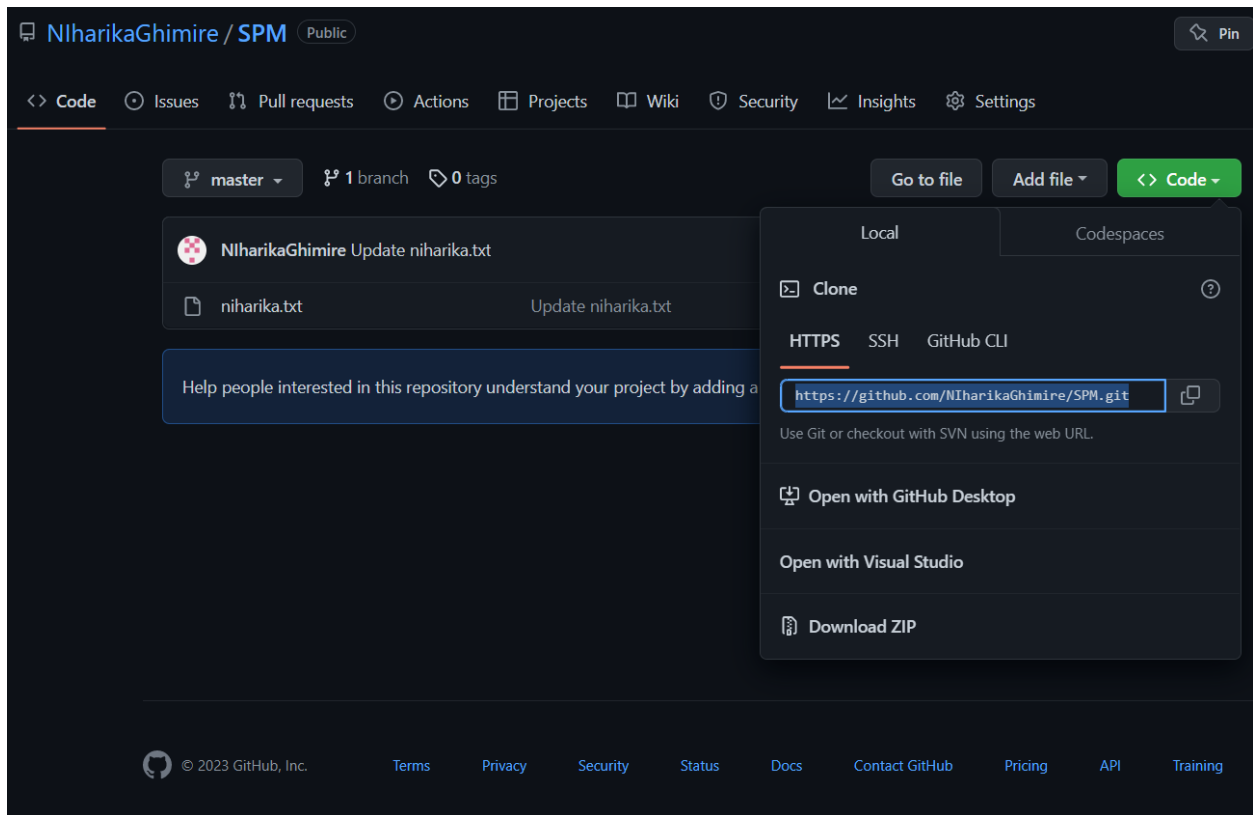 NIharikaGhimire / SPM Public Pin
<> Code Issues Pull requests Actions Projects Wiki Security Insights Settings
master 1 branch 0 tags Go to file Add file <> Code
Local Codespaces
NIharikaGhimire Update niharika.txt
Clone
niharika.txt Update niharika.txt
HTTPS SSH GitHub CLI
Help people interested in this repository understand your project by adding a
https://github.com/NIharikaGhimire/SPM.git
Use Git or checkout with SVN using the web URL.
Open with GitHub Desktop
Open with Visual Studio
Download ZIP
© 2023 GitHub, Inc. Terms Privacy Security Status Docs Contact GitHub Pricing API Training